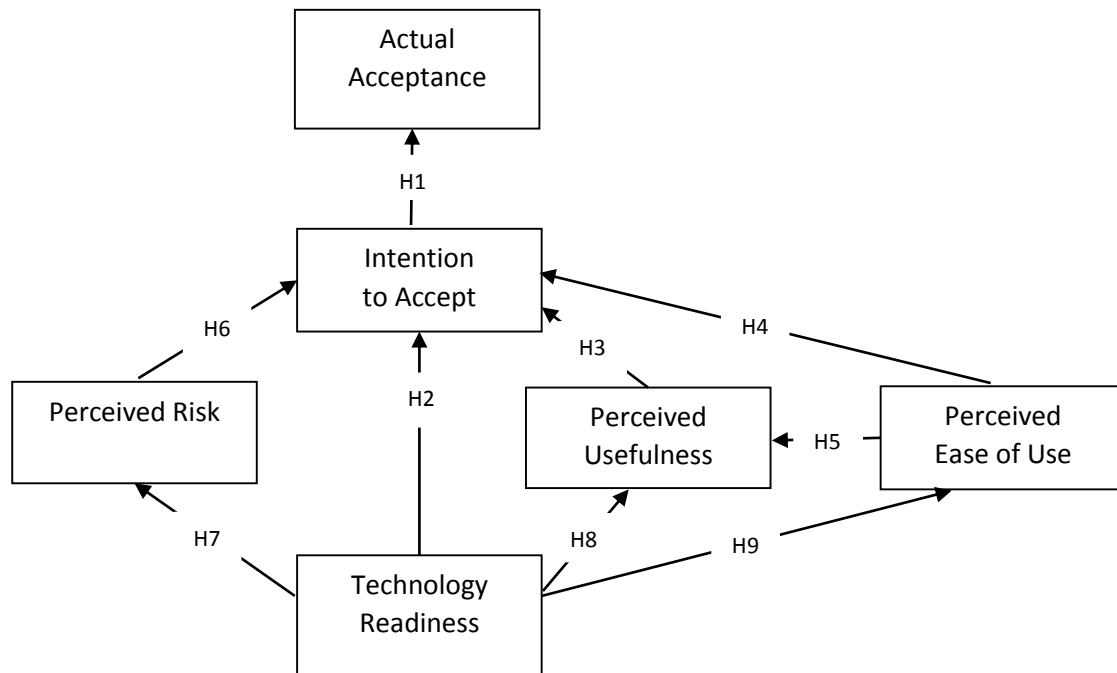 Actual
Acceptance
H1
Intention
to Accept
H6
H3
H4
H2
Perceived Risk
Perceived
Usefulness
H5
Perceived
Ease of Use
H7
H8
H9
Technology
Readiness